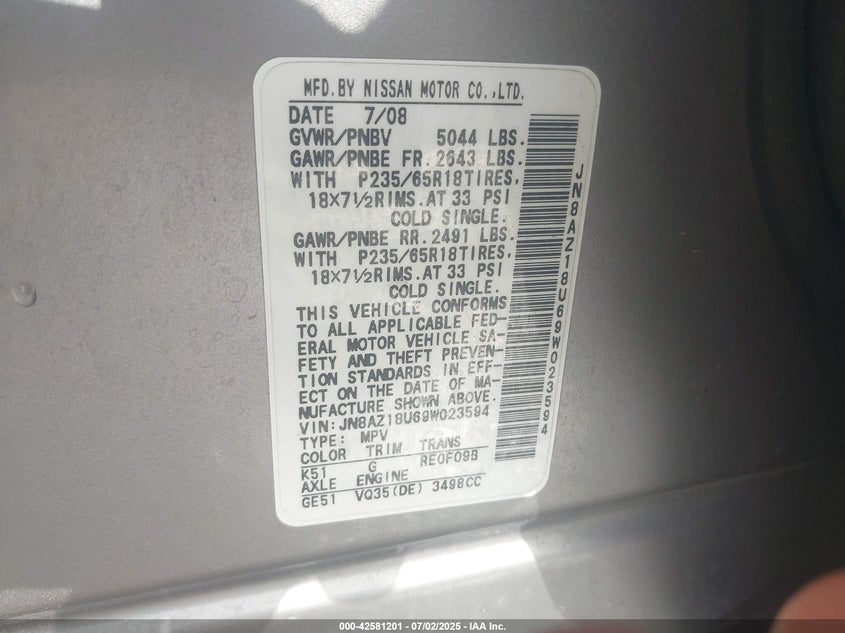 MFD.BY NISSAN MOTOR CO.,LTD.
DATE 7/08
GVWR/PNBV 5044 LBS.
GAWR/PNBE FR.2643 LBS.
WITH P235/65R18TIRES,
18×7½RIMS.AT 33 PSI
COLD SINGLE.
GAWR/PNBE RR.2491 LBS.
WITH P235/65R18TIRES,
18×7½RIMS.AT 33 PSI
COLD SINGLE.
THIS VEHICLE CONFORMS
TO ALL APPLICABLE FED-
ERAL MOTOR VEHICLE SA-
FETY AND THEFT PREVEN-
TION STANDARDS IN EFF-
ECT ON THE DATE OF MA-
NUFACTURE SHOWN ABOVE.
VIN:JN8AZ18U69W023594
TYPE: MPV
COLOR TRIM TRANS
K51 G RE0F09B
AXLE ENGINE
GE51 VQ35(DE) 3498CC
JN8AZ18U69W023594
000-42581201 - 07/02/2025 - IAA Inc.